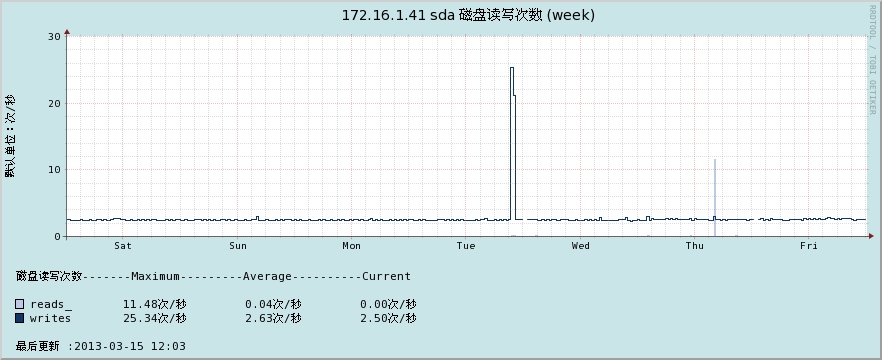 172.16.1.41 sda 磁盘读写次数 (week)
RRDTOOL / TOBI OETIKER
默认单位：次/秒
30
20
10
0
Sat Sun Mon Tue Wed Thu Fri
磁盘读写次数-------Maximum---------Average----------Current
reads_ 11.48次/秒 0.04次/秒 0.00次/秒
writes 25.34次/秒 2.63次/秒 2.50次/秒
最后更新 :2013-03-15 12:03